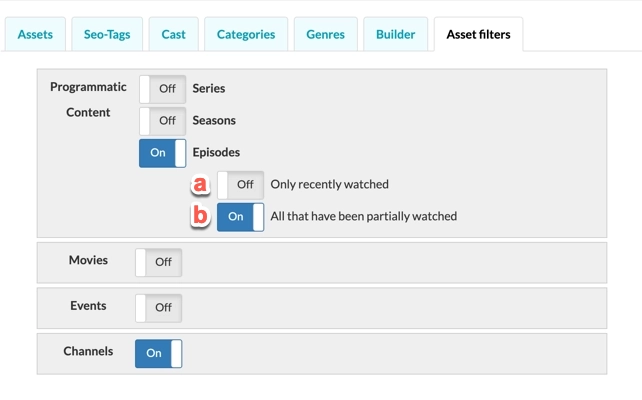 Assets Seo-Tags Cast Categories Genres Builder Asset filters
Programmatic Content
Off Series
Off Seasons
On Episodes
a Off Only recently watched
b On All that have been partially watched
Movies Off
Events Off
Channels On